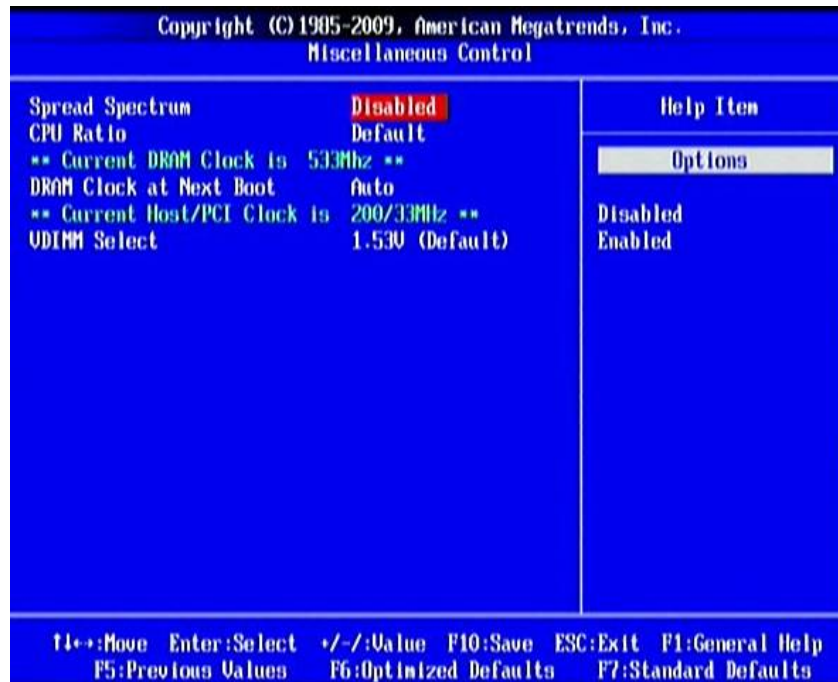 Copyright (C)1985-2009, American Megatrends, Inc.
Miscellaneous Control
Spread Spectrum Disabled
CPU Ratio Default
** Current DRAM Clock is 533Mhz **
DRAM Clock at Next Boot Auto
** Current Host/PCI Clock is 200/33MHz **
VDIMM Select 1.53V (Default)
Help Item
Options
Disabled
Enabled
↑↓←→:Move Enter:Select +/-/:Value F10:Save ESC:Exit F1:General Help
F5:Previous Values F6:Optimized Defaults F7:Standard Defaults